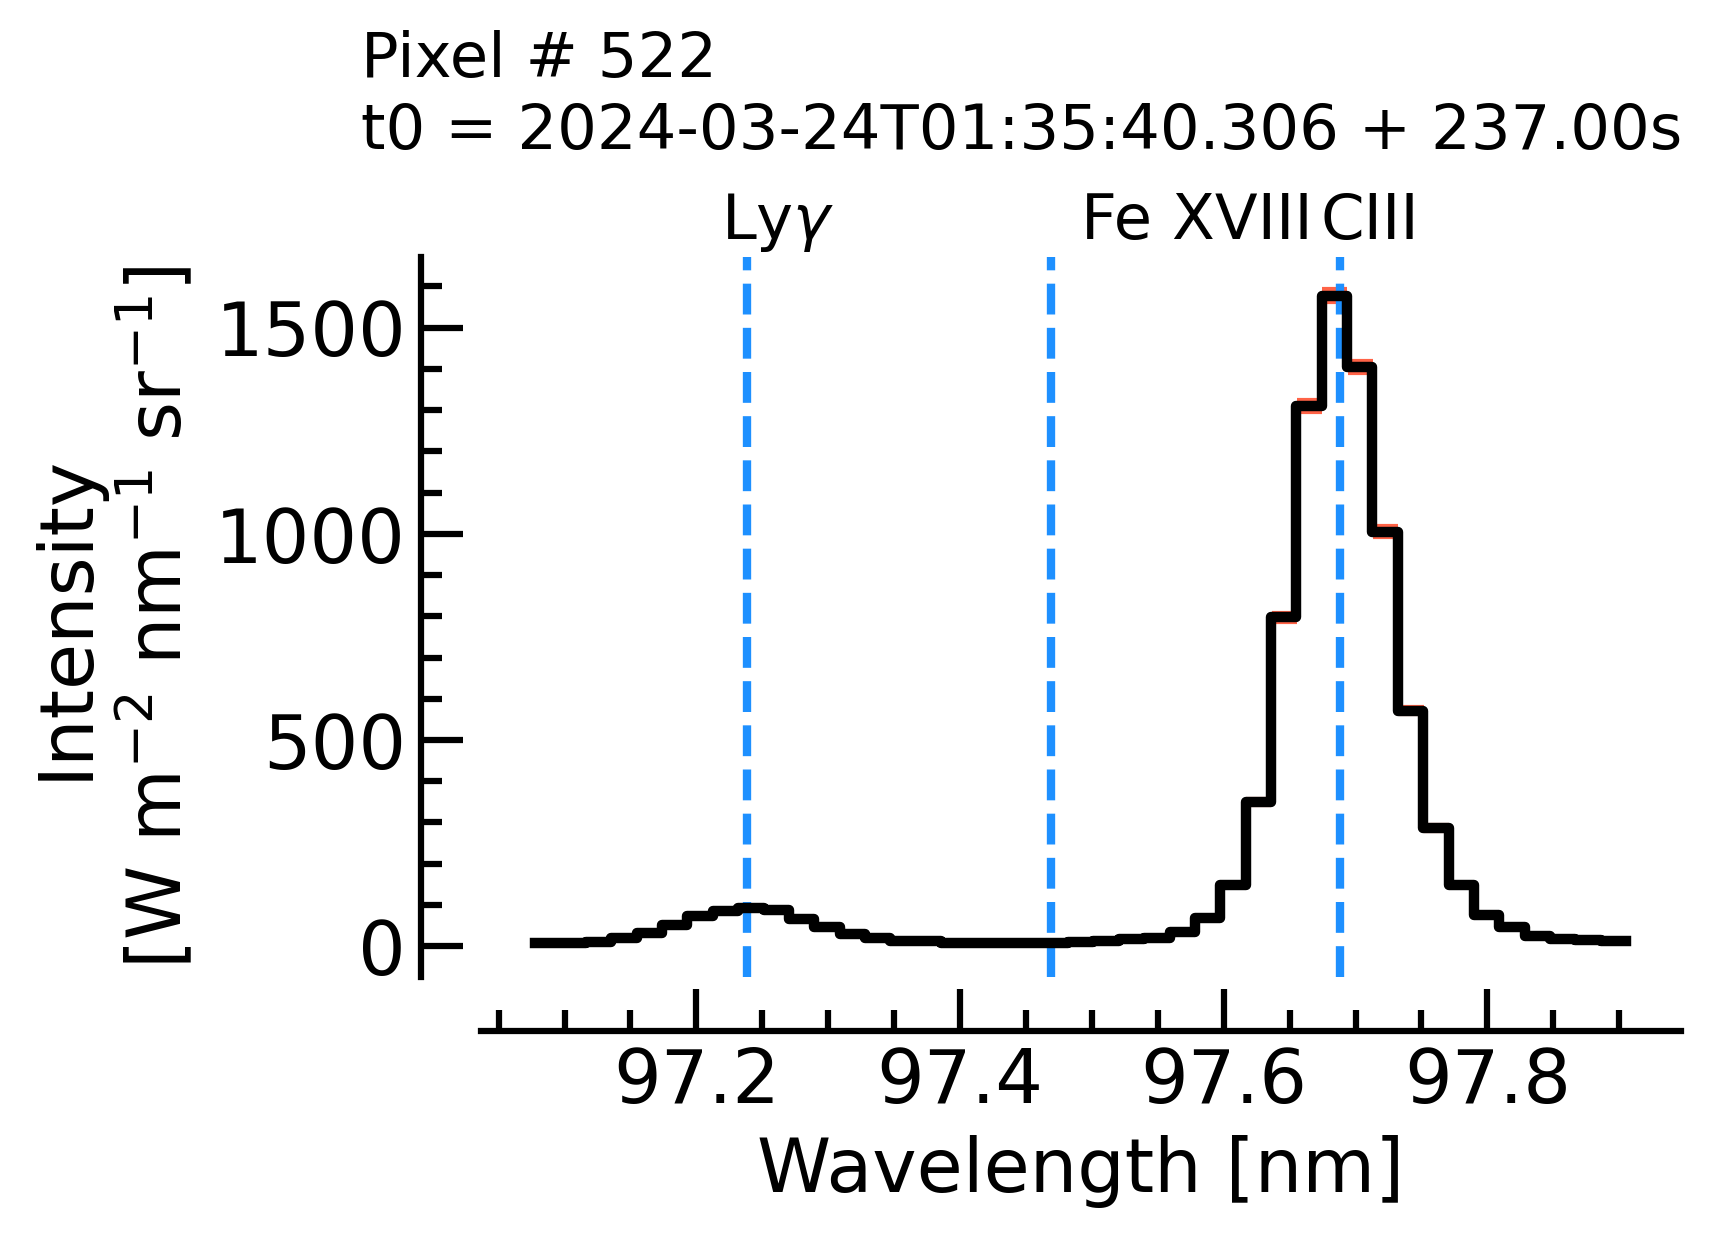 Pixel # 522
t0 = 2024-03-24T01:35:40.306 + 237.00s
Lyγ Fe XVIII CIII
Intensity
[W m⁻² nm⁻¹ sr⁻¹]
1500
1000
500
0
97.2 97.4 97.6 97.8
Wavelength [nm]